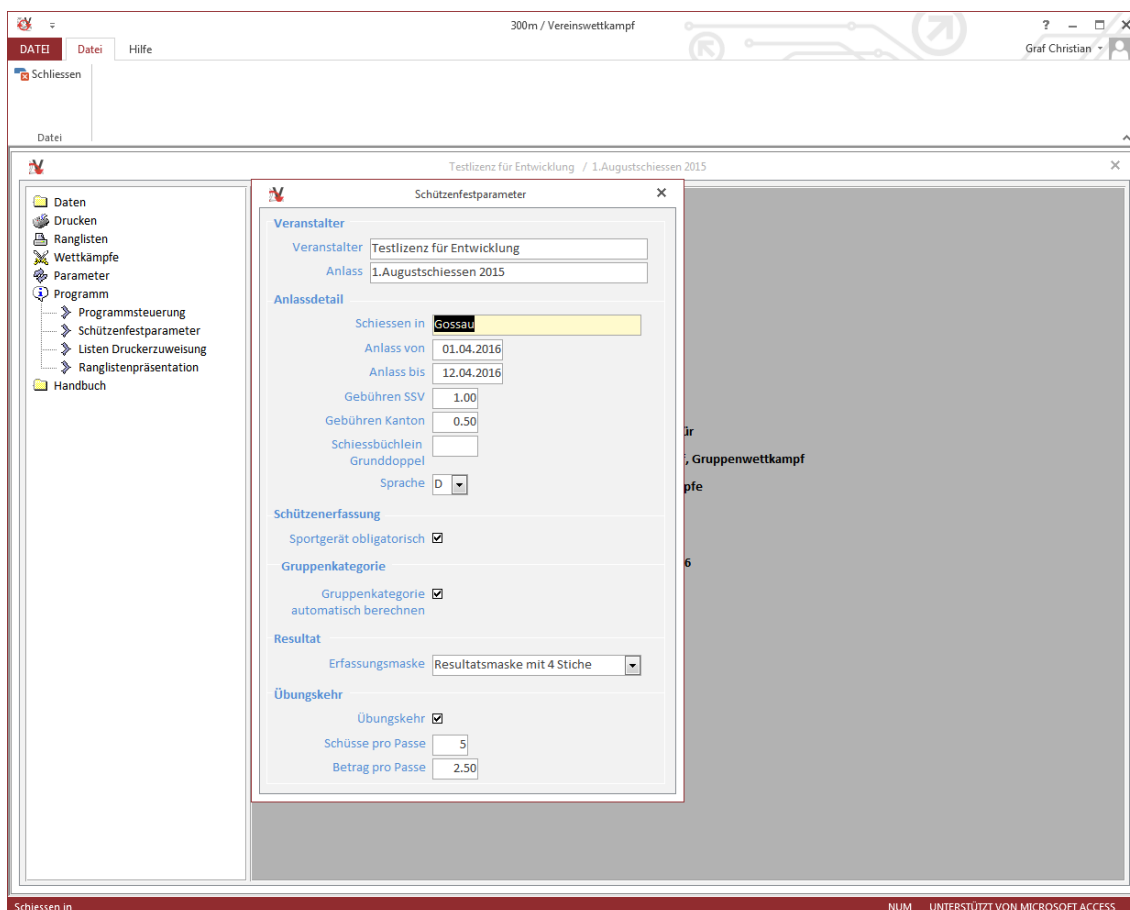 300m / Vereinswettkampf
?
DATEI Datei Hilfe
Graf Christian
Schliessen
Datei
Testlizenz für Entwicklung / 1.Augustschiessen 2015
Daten
Drucken
Ranglisten
Wettkämpfe
Parameter
Programm
Programmsteuerung
Schützenfestparameter
Listen Druckerzuweisung
Ranglistenpräsentation
Handbuch
Schützenfestparameter
Veranstalter
Veranstalter Testlizenz für Entwicklung
Anlass 1.Augustschiessen 2015
Anlassdetail
Schiessen in Gossau
Anlass von 01.04.2016
Anlass bis 12.04.2016
Gebühren SSV 1.00
Gebühren Kanton 0.50
Schiessbüchlein
Grunddoppel
Sprache D
Schützenerfassung
Sportgerät obligatorisch
Gruppenkategorie
Gruppenkategorie
automatisch berechnen
Resultat
Erfassungsmaske Resultatsmaske mit 4 Stiche
Übungskehr
Übungskehr
Schüsse pro Passe 5
Betrag pro Passe 2.50
ür
, Gruppenwettkampf
pfe
6
Schiessen in
NUM UNTERSTÜTZT VON MICROSOFT ACCESS